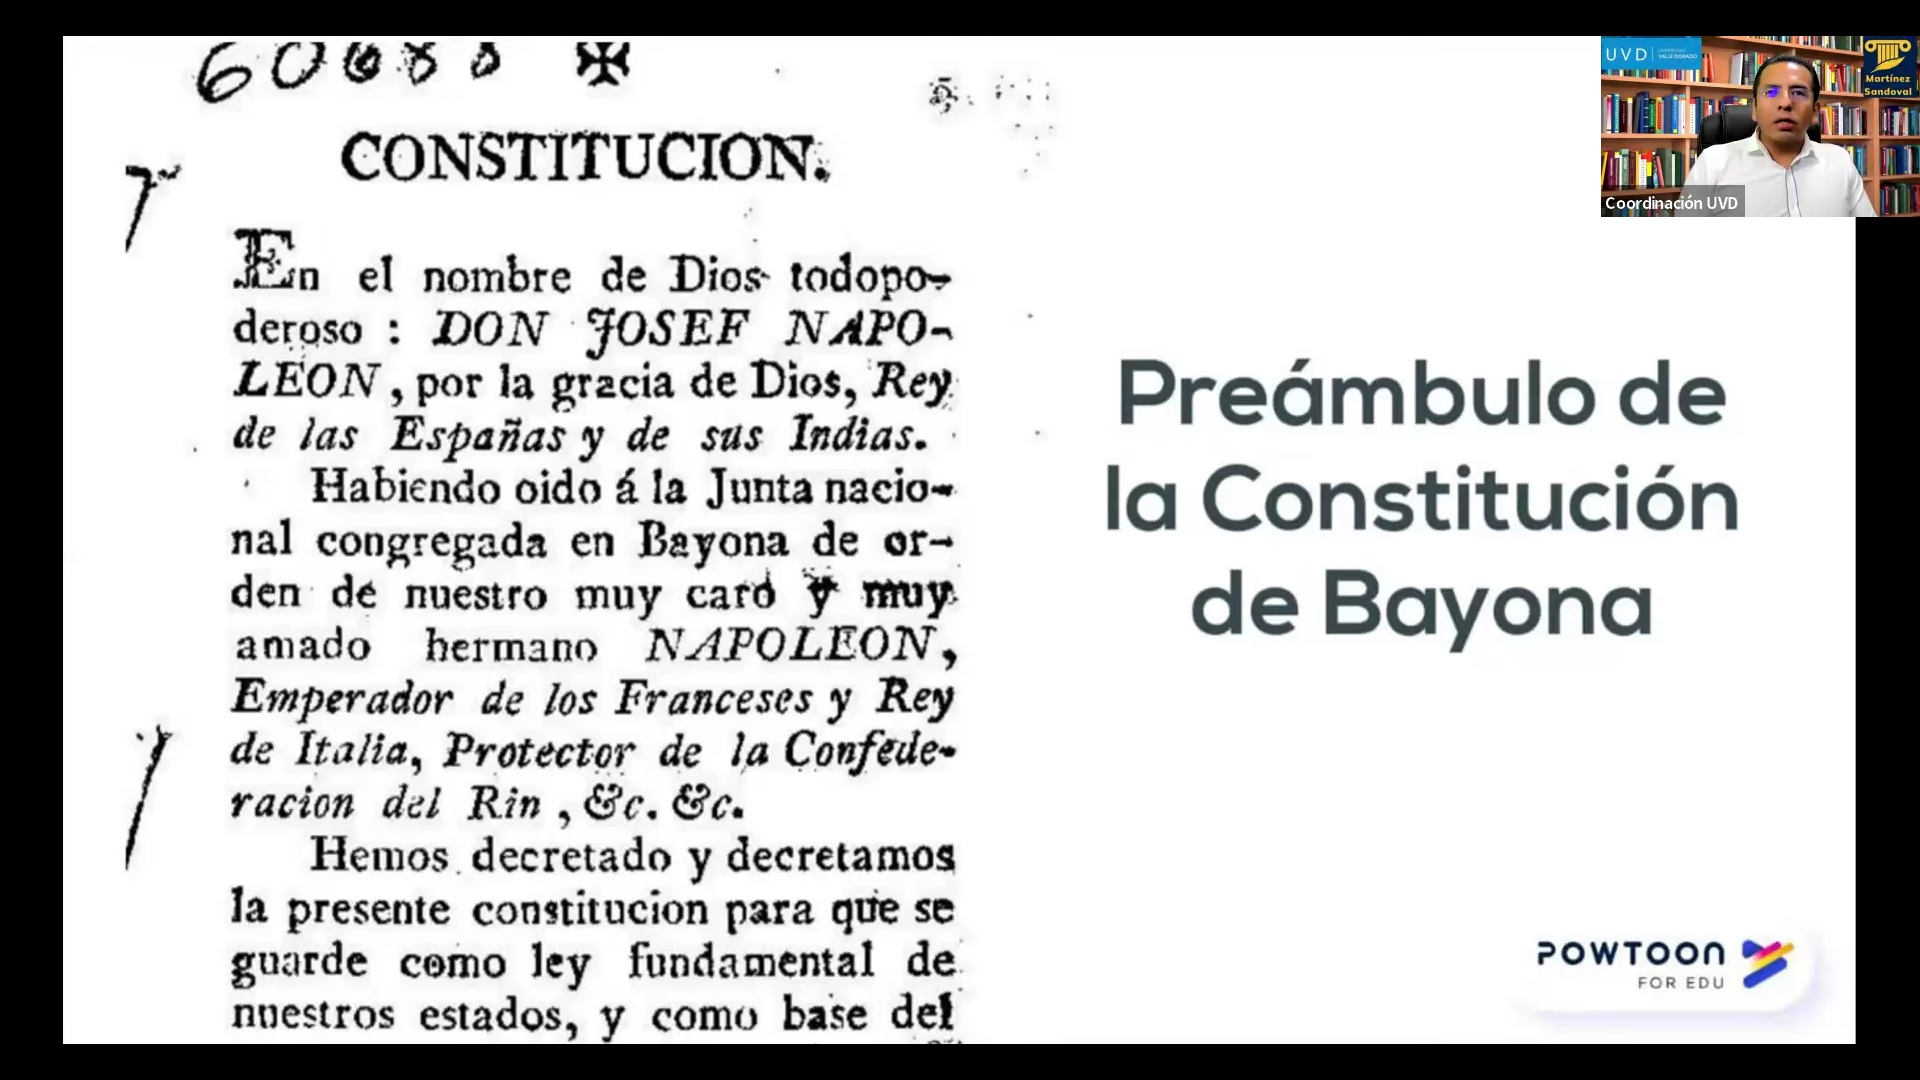 60688 ✠
CONSTITUCION.
En el nombre de Dios todopo-
deroso : DON JOSEF NAPO-
LEON, por la gracia de Dios, Rey
de las Españas y de sus Indias.
Habiendo oido á la Junta nacio-
nal congregada en Bayona de or-
den de nuestro muy caro y muy
amado hermano NAPOLEON,
Emperador de los Franceses y Rey
de Italia, Protector de la Confede-
racion del Rin, &c. &c.
Hemos decretado y decretamos
la presente constitucion para que se
guarde como ley fundamental de
nuestros estados, y como base del
Preámbulo de
la Constitución
de Bayona
UVD
UNIVERSIDAD
VALLE DORADO
Martínez
Sandoval
Coordinación UVD
POWTOON
FOR EDU